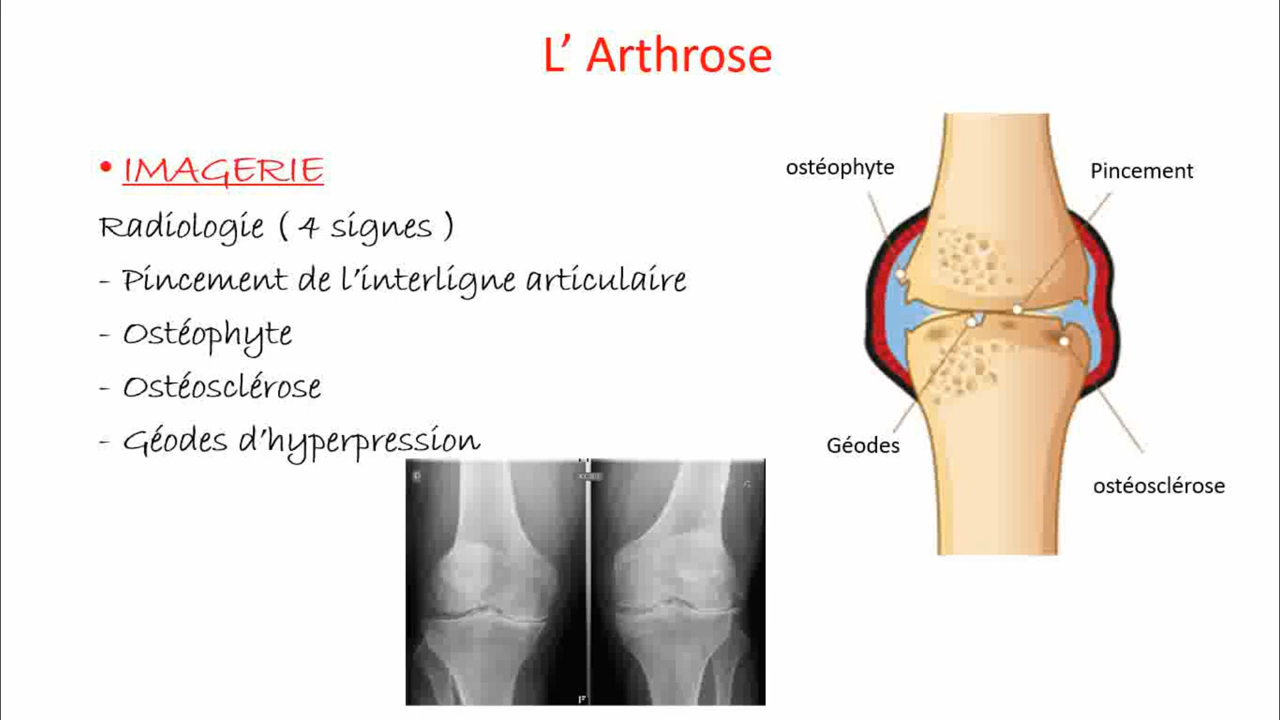 L’ Arthrose
• IMAGERIE
Radiologie ( 4 signes )
- Pincement de l’interligne articulaire
- Ostéophyte
- Ostéosclérose
- Géodes d’hyperpression
ostéophyte
Pincement
Géodes
ostéosclérose
D
G